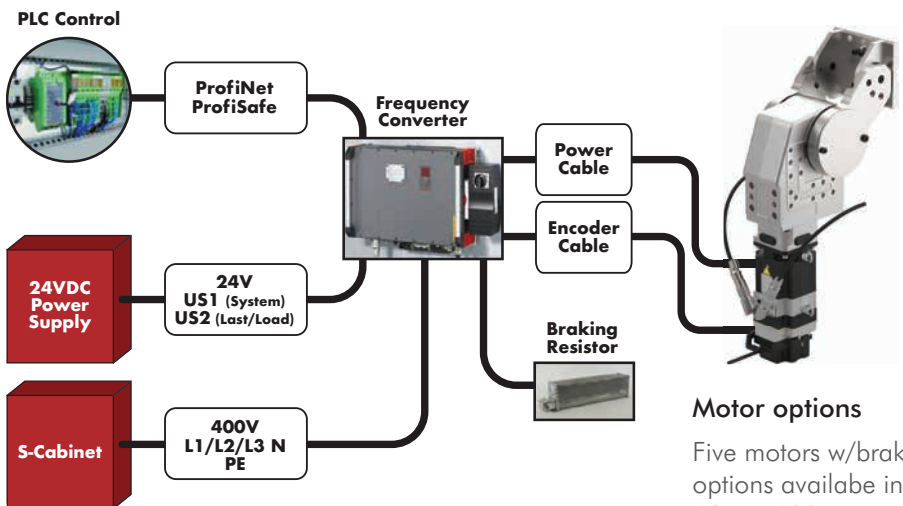 PLC Control
ProfiNet
ProfiSafe
Frequency
Converter
Power
Cable
Encoder
Cable
24VDC
Power
Supply
24V
US1 (System)
US2 (Last/Load)
Braking
Resistor
S-Cabinet
400V
L1/L2/L3 N
PE
Motor options
Five motors w/brak
options availabe in